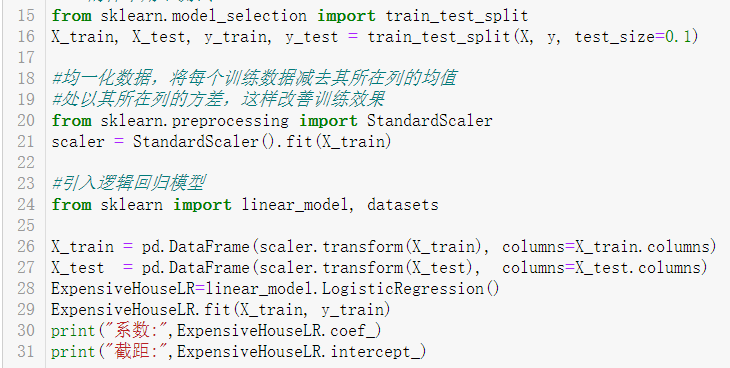 15 from sklearn.model_selection import train_test_split
16 X_train, X_test, y_train, y_test = train_test_split(X, y, test_size=0.1)
17
18 #均一化数据，将每个训练数据减去其所在列的均值
19 #处以其所在列的方差，这样改善训练效果
20 from sklearn.preprocessing import StandardScaler
21 scaler = StandardScaler().fit(X_train)
22
23 #引入逻辑回归模型
24 from sklearn import linear_model, datasets
25
26 X_train = pd.DataFrame(scaler.transform(X_train), columns=X_train.columns)
27 X_test  = pd.DataFrame(scaler.transform(X_test),  columns=X_test.columns)
28 ExpensiveHouseLR=linear_model.LogisticRegression()
29 ExpensiveHouseLR.fit(X_train, y_train)
30 print("系数:",ExpensiveHouseLR.coef_)
31 print("截距:",ExpensiveHouseLR.intercept_)